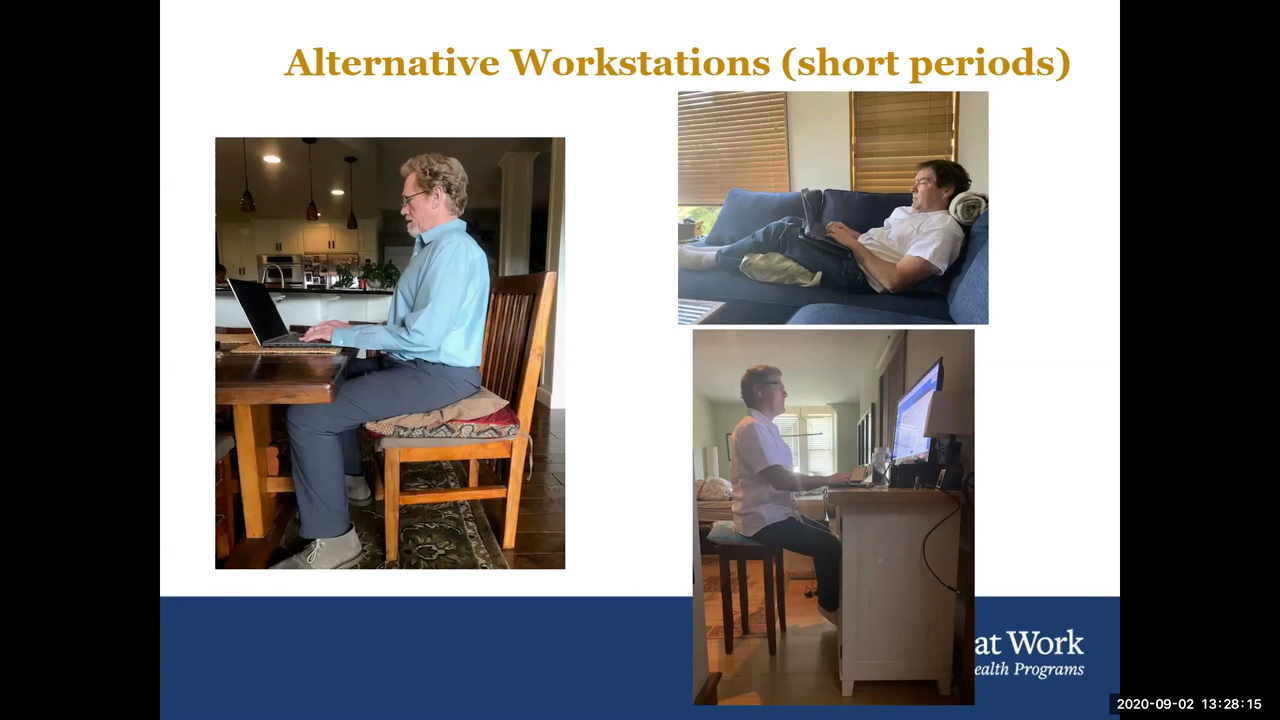 Alternative Workstations (short periods)
at Work
ealth Programs
2020-09-02 13:28:15